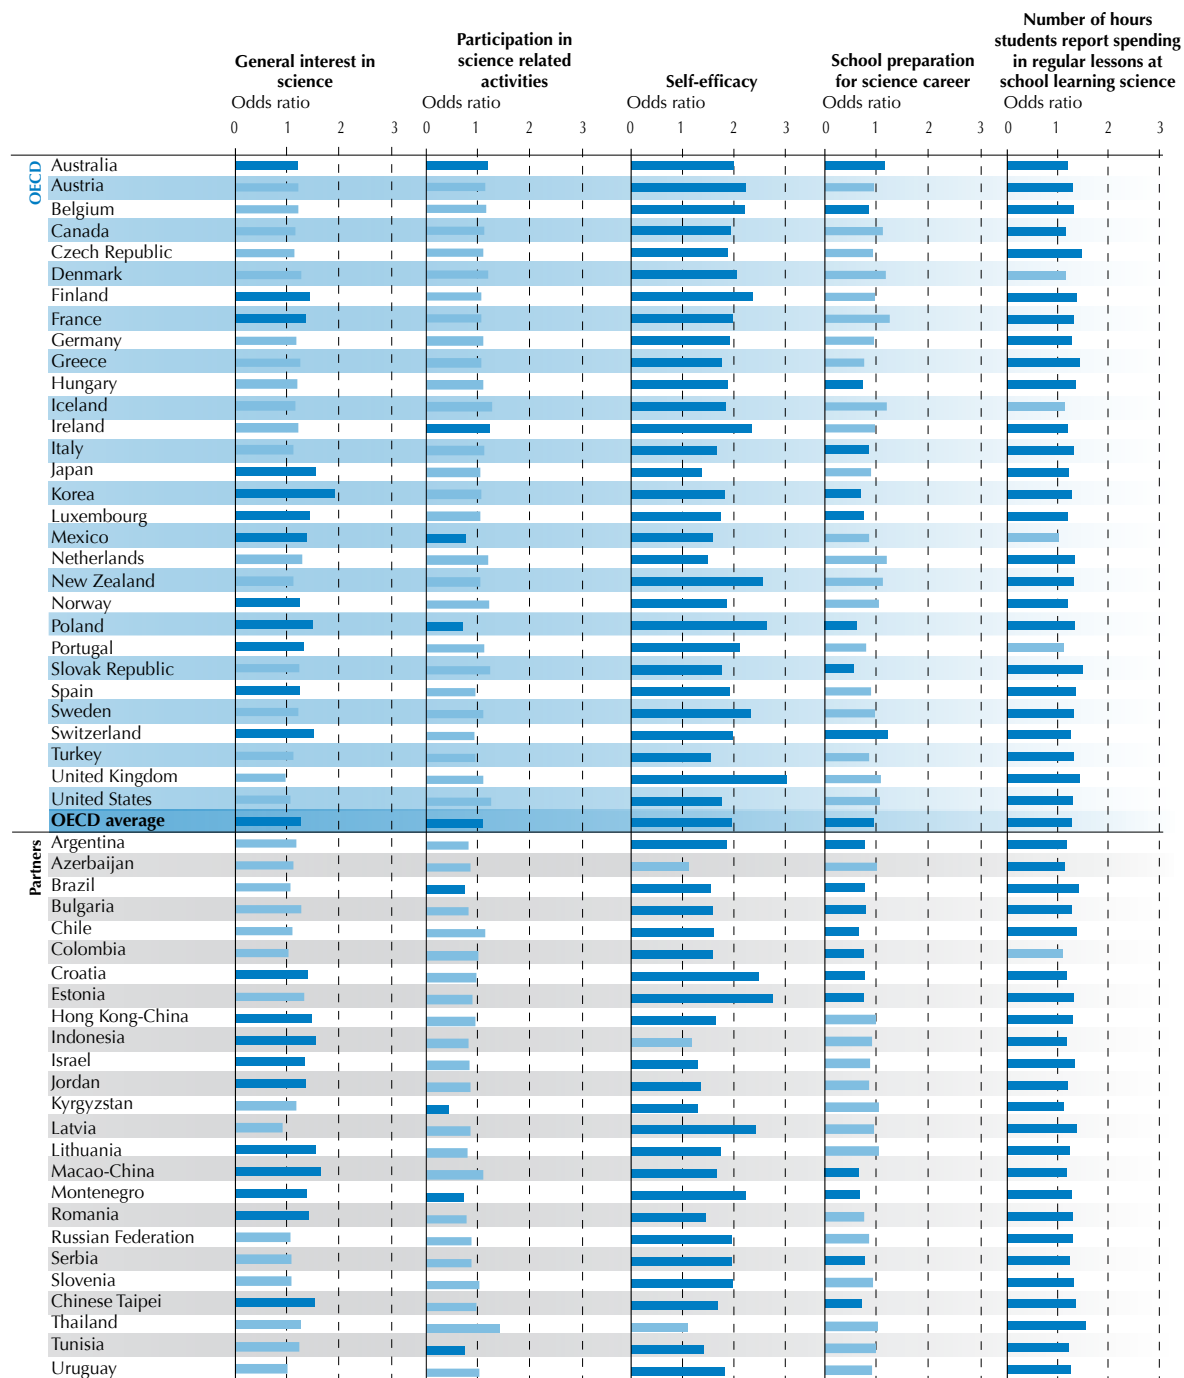 General interest in
science
Odds ratio
0 1 2 3
Participation in
science related
activities
Odds ratio
0 1 2 3
Self-efficacy
Odds ratio
0 1 2 3
School preparation
for science career
Odds ratio
0 1 2 3
Number of hours
students report spending
in regular lessons at
school learning science
Odds ratio
0 1 2 3
OECD
Australia
Austria
Belgium
Canada
Czech Republic
Denmark
Finland
France
Germany
Greece
Hungary
Iceland
Ireland
Italy
Japan
Korea
Luxembourg
Mexico
Netherlands
New Zealand
Norway
Poland
Portugal
Slovak Republic
Spain
Sweden
Switzerland
Turkey
United Kingdom
United States
OECD average
Partners
Argentina
Azerbaijan
Brazil
Bulgaria
Chile
Colombia
Croatia
Estonia
Hong Kong-China
Indonesia
Israel
Jordan
Kyrgyzstan
Latvia
Lithuania
Macao-China
Montenegro
Romania
Russian Federation
Serbia
Slovenia
Chinese Taipei
Thailand
Tunisia
Uruguay